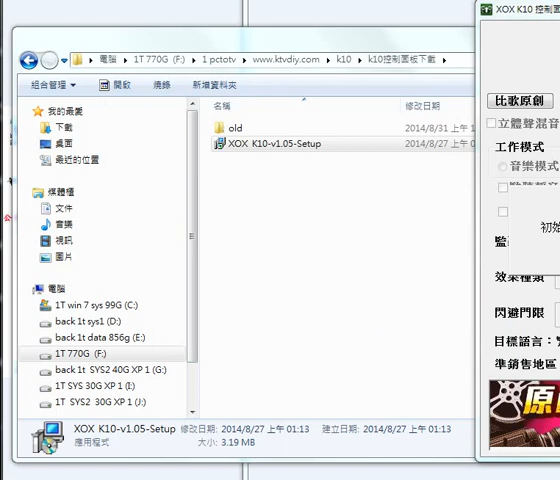 XOX K10 控制面
電腦 ▸ 1T 770G (F:) ▸ 1 pctotv ▸ www.ktvdiy.com ▸ k10 ▸ k10控制面板下載 ▸
組合管理 ▾ 開啟 燒錄 新增資料夾
名稱 修改日期
我的最愛
下載
桌面
最近的位置
媒體櫃
文件
音樂
視訊
圖片
電腦
1T win 7 sys 99G (C:)
back 1t sys1 (D:)
back 1t data 856g (E:)
1T 770G (F:)
back 1t SYS2 40G XP 1 (G:)
1T SYS 30G XP 1 (I:)
1T SYS2 30G XP 1 (J:)
old 2014/8/31 上午 1
XOX K10-v1.05-Setup 2014/8/27 上午 0
XOX K10-v1.05-Setup 修改日期: 2014/8/27 上午 01:13 建立日期: 2014/8/27 上午 01:13
應用程式 大小: 3.19 MB
比歌原創
立體聲混音
工作模式
音樂模式
初始
監
效果種類
閃避門限
目標語言：
準銷售地區
原